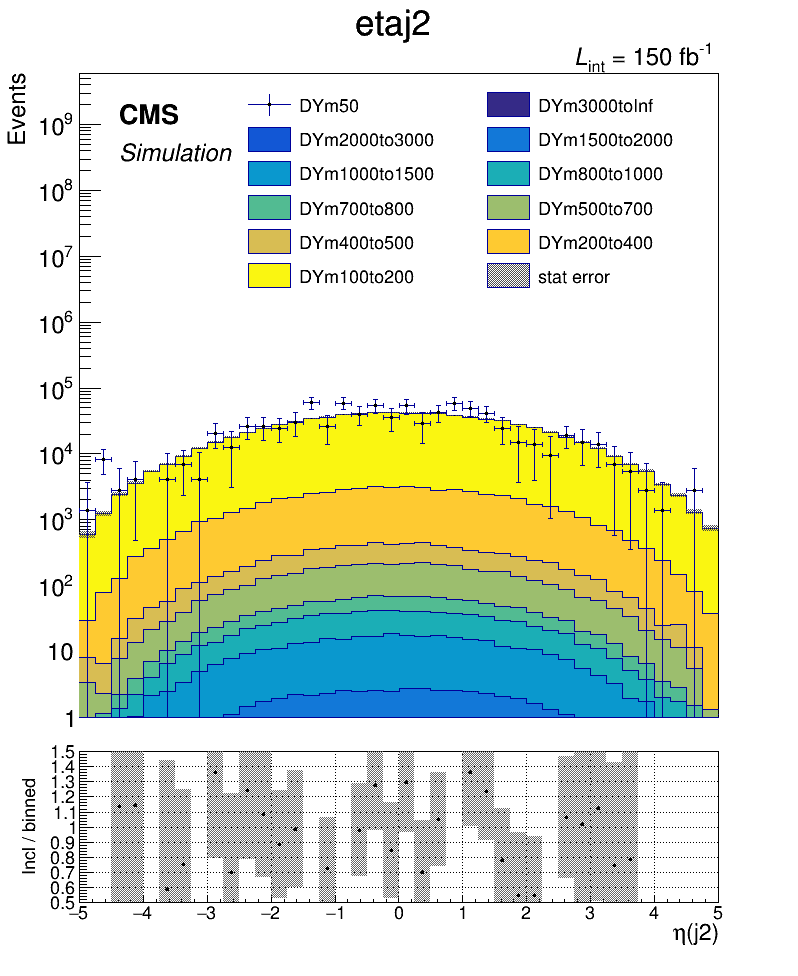 etaj2
L_int = 150 fb^-1
Events
CMS
Simulation
DYm50
DYm3000toInf
DYm2000to3000
DYm1500to2000
DYm1000to1500
DYm800to1000
DYm700to800
DYm500to700
DYm400to500
DYm200to400
DYm100to200
stat error
10^9
10^8
10^7
10^6
10^5
10^4
10^3
10^2
10
1
Incl / binned
1.5
1.4
1.3
1.2
1.1
1
0.9
0.8
0.7
0.6
0.5
−5 −4 −3 −2 −1 0 1 2 3 4 5
η(j2)